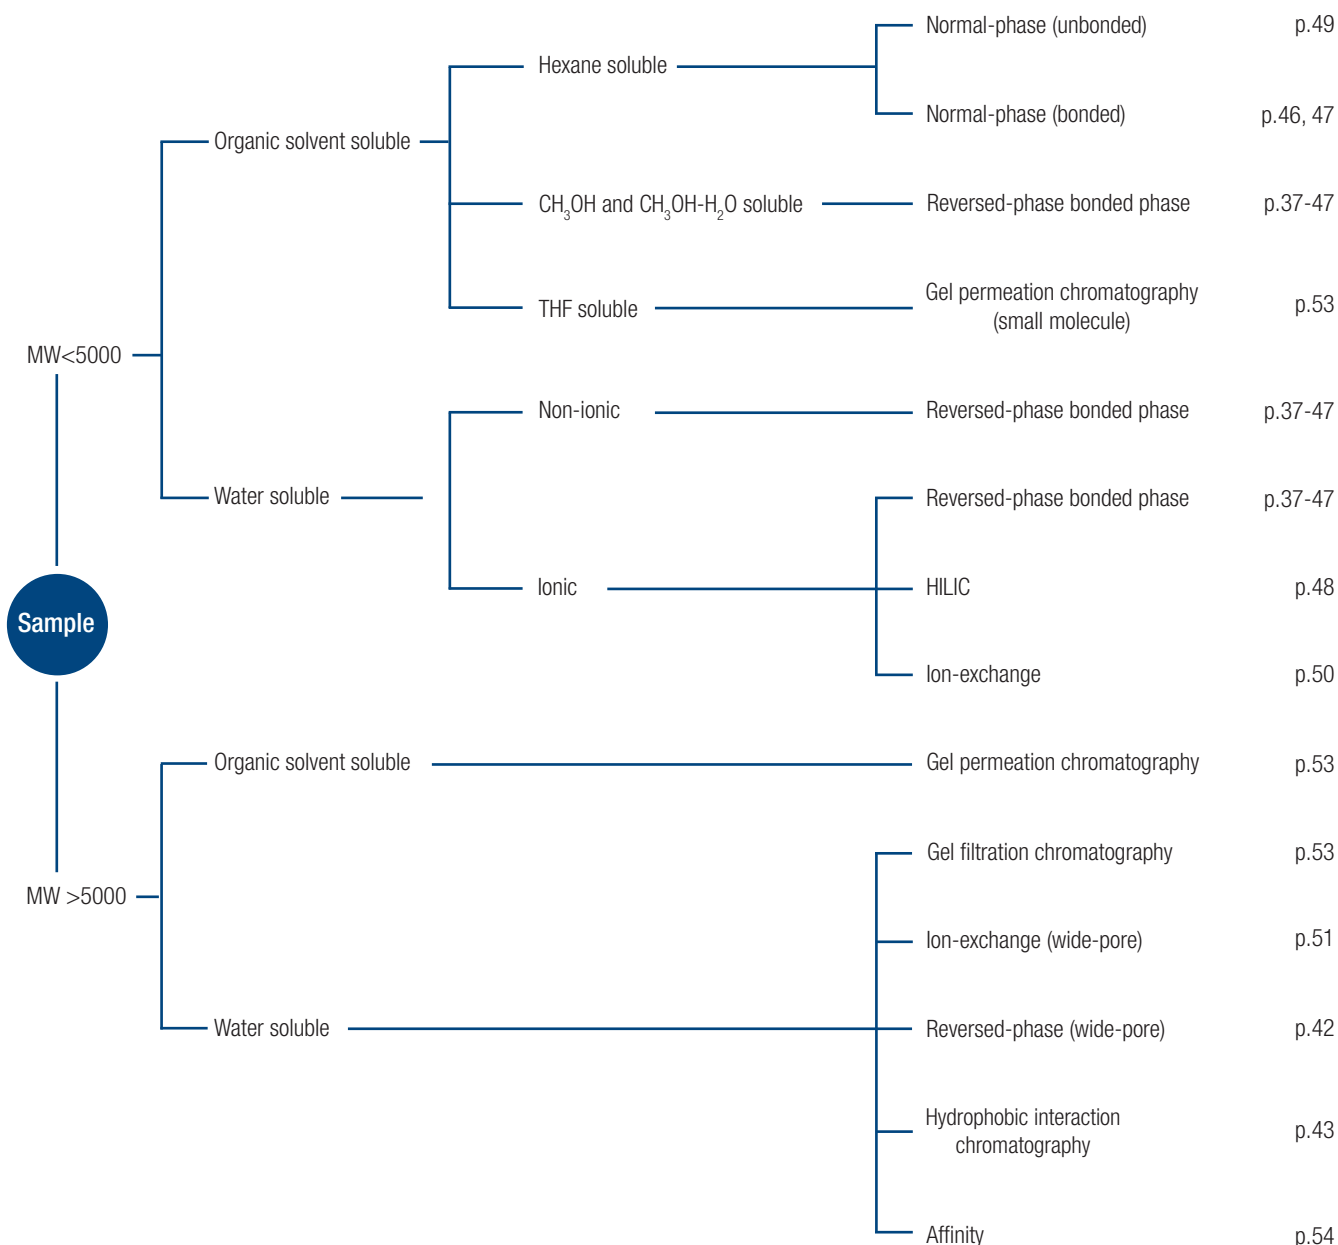 Normal-phase (unbonded) p.49
Hexane soluble
Normal-phase (bonded) p.46, 47
Organic solvent soluble
CH₃OH and CH₃OH-H₂O soluble Reversed-phase bonded phase p.37-47
Gel permeation chromatography
(small molecule) p.53
THF soluble
MW<5000
Non-ionic Reversed-phase bonded phase p.37-47
Water soluble
Reversed-phase bonded phase p.37-47
Ionic HILIC p.48
Sample
Ion-exchange p.50
Organic solvent soluble Gel permeation chromatography p.53
Gel filtration chromatography p.53
MW >5000
Ion-exchange (wide-pore) p.51
Water soluble Reversed-phase (wide-pore) p.42
Hydrophobic interaction
chromatography p.43
Affinity p.54